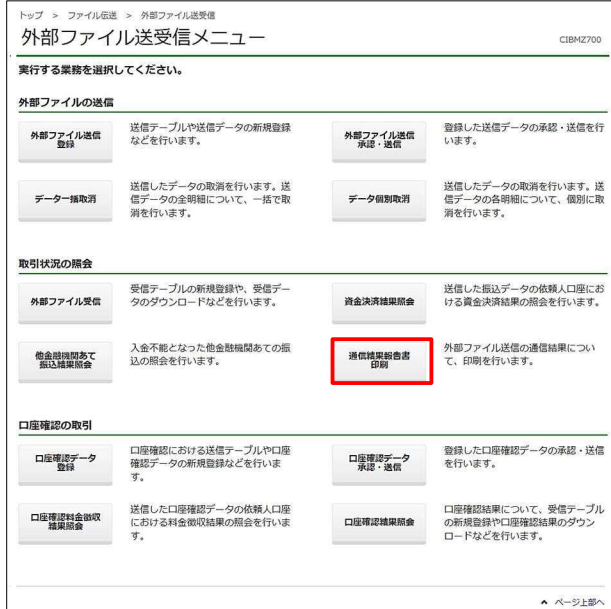 トップ > ファイル伝送 > 外部ファイル送受信
外部ファイル送受信メニュー
CIBMZ700
実行する業務を選択してください。
外部ファイルの送信
外部ファイル送信
登録
送信テーブルや送信データの新規登録
などを行います。
外部ファイル送信
承認・送信
登録した送信データの承認・送信を行
います。
データ一括取消
送信したデータの取消を行います。送
信データの全明細について、一括で取
消を行います。
データ個別取消
送信したデータの取消を行います。送
信データの各明細について、個別に取
消を行います。
取引状況の照会
外部ファイル受信
受信テーブルの新規登録や、受信デー
タのダウンロードなどを行います。
資金決済結果照会
送信した振込データの依頼人口座にお
ける資金決済結果の照会を行います。
他金融機関あて
振込結果照会
入金不能となった他金融機関あての振
込の照会を行います。
通信結果報告書
印刷
外部ファイル送信の通信結果につい
て、印刷を行います。
口座確認の取引
口座確認データ
登録
口座確認における送信テーブルや口座
確認データの新規登録などを行いま
す。
口座確認データ
承認・送信
登録した口座確認データの承認・送信
を行います。
口座確認料金徴収
結果照会
送信した口座確認データの依頼人口座
における料金徴収結果の照会を行いま
す。
口座確認結果照会
口座確認結果について、受信テーブル
の新規登録や口座確認結果のダウン
ロードなどを行います。
ページ上部へ